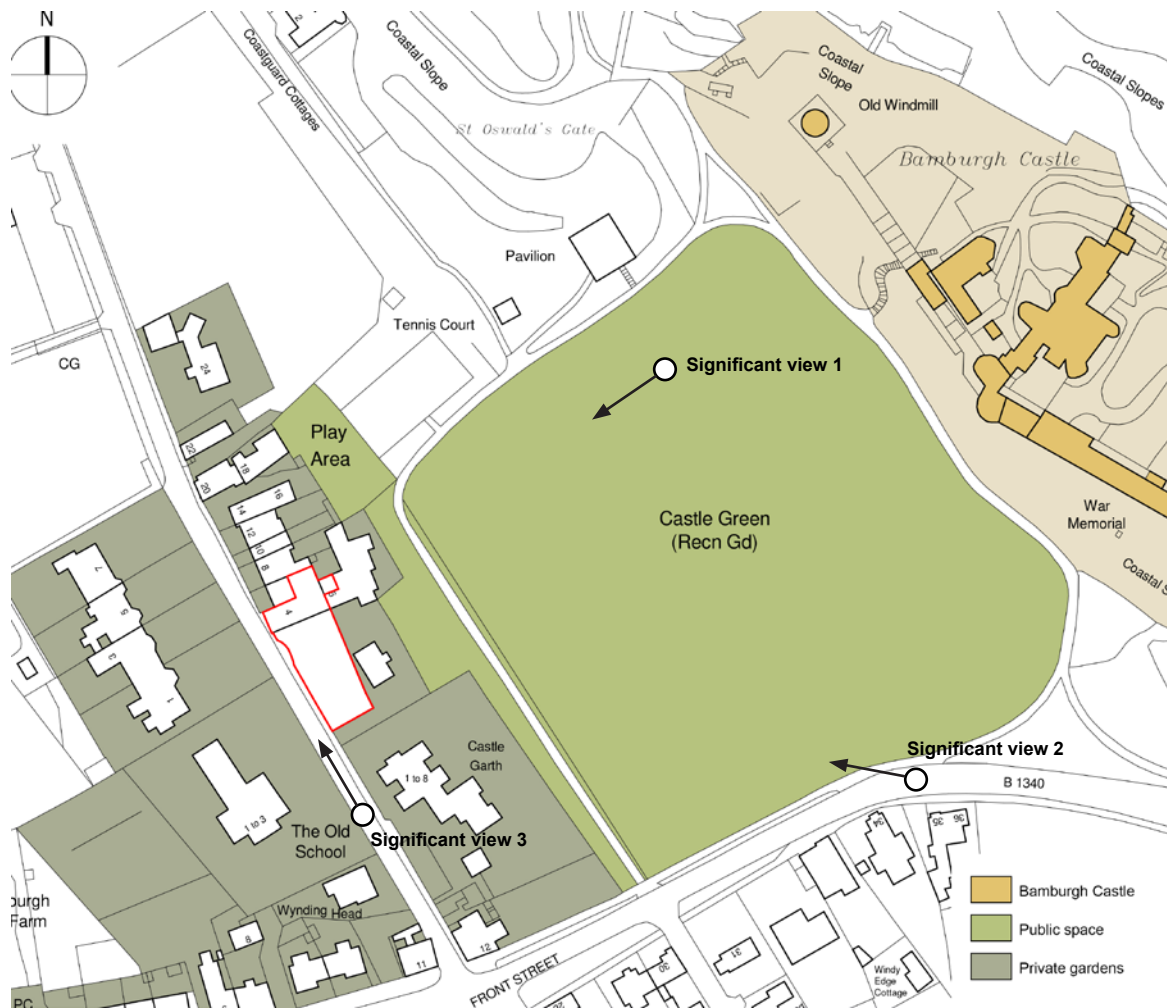 N
2
Coastguard Cottages
Coastal Slope
St Oswald's Gate
Coastal
Slope
Old Windmill
Coastal Slopes
Bamburgh Castle
Pavilion
Tennis Court
CG
24
22
Play
Area
18
20
16
14
12
10
8
4
Significant view 1
Castle Green
(Recn Gd)
War
Memorial
7
5
3
1
Castle
Garth
1 to 8
1 to 3
The Old
School
Significant view 3
Significant view 2
B 1340
34
35
36
Wynding Head
Farm
8
11
12
FRONT STREET
31
30
Windy
Edge
Cottage
PC
Bamburgh Castle
Public space
Private gardens